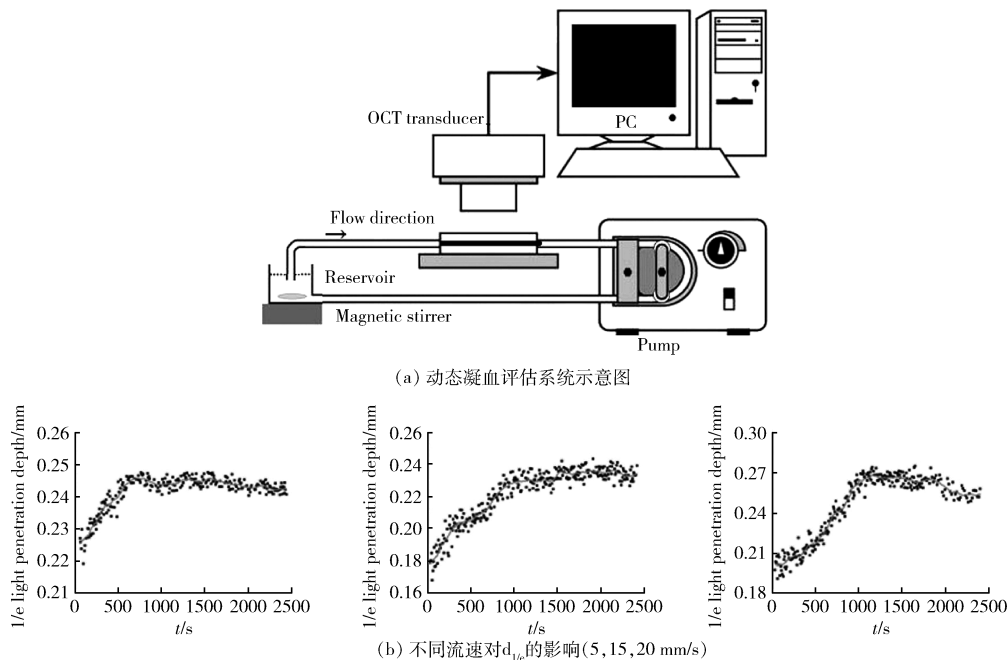 OCT transducer
PC
Flow direction
Reservoir
Magnetic stirrer
Pump
(a) 动态凝血评估系统示意图
1/e light penetration depth/mm
0.26
0.25
0.24
0.23
0.22
0.21
0 500 1000 1500 2000 2500
t/s
1/e light penetration depth/mm
0.26
0.24
0.22
0.20
0.18
0.16
0 500 1000 1500 2000 2500
t/s
1/e light penetration depth/mm
0.30
0.27
0.26
0.21
0.18
0 500 1000 1500 2000 2500
t/s
(b) 不同流速对d1/e的影响(5,15,20 mm/s)